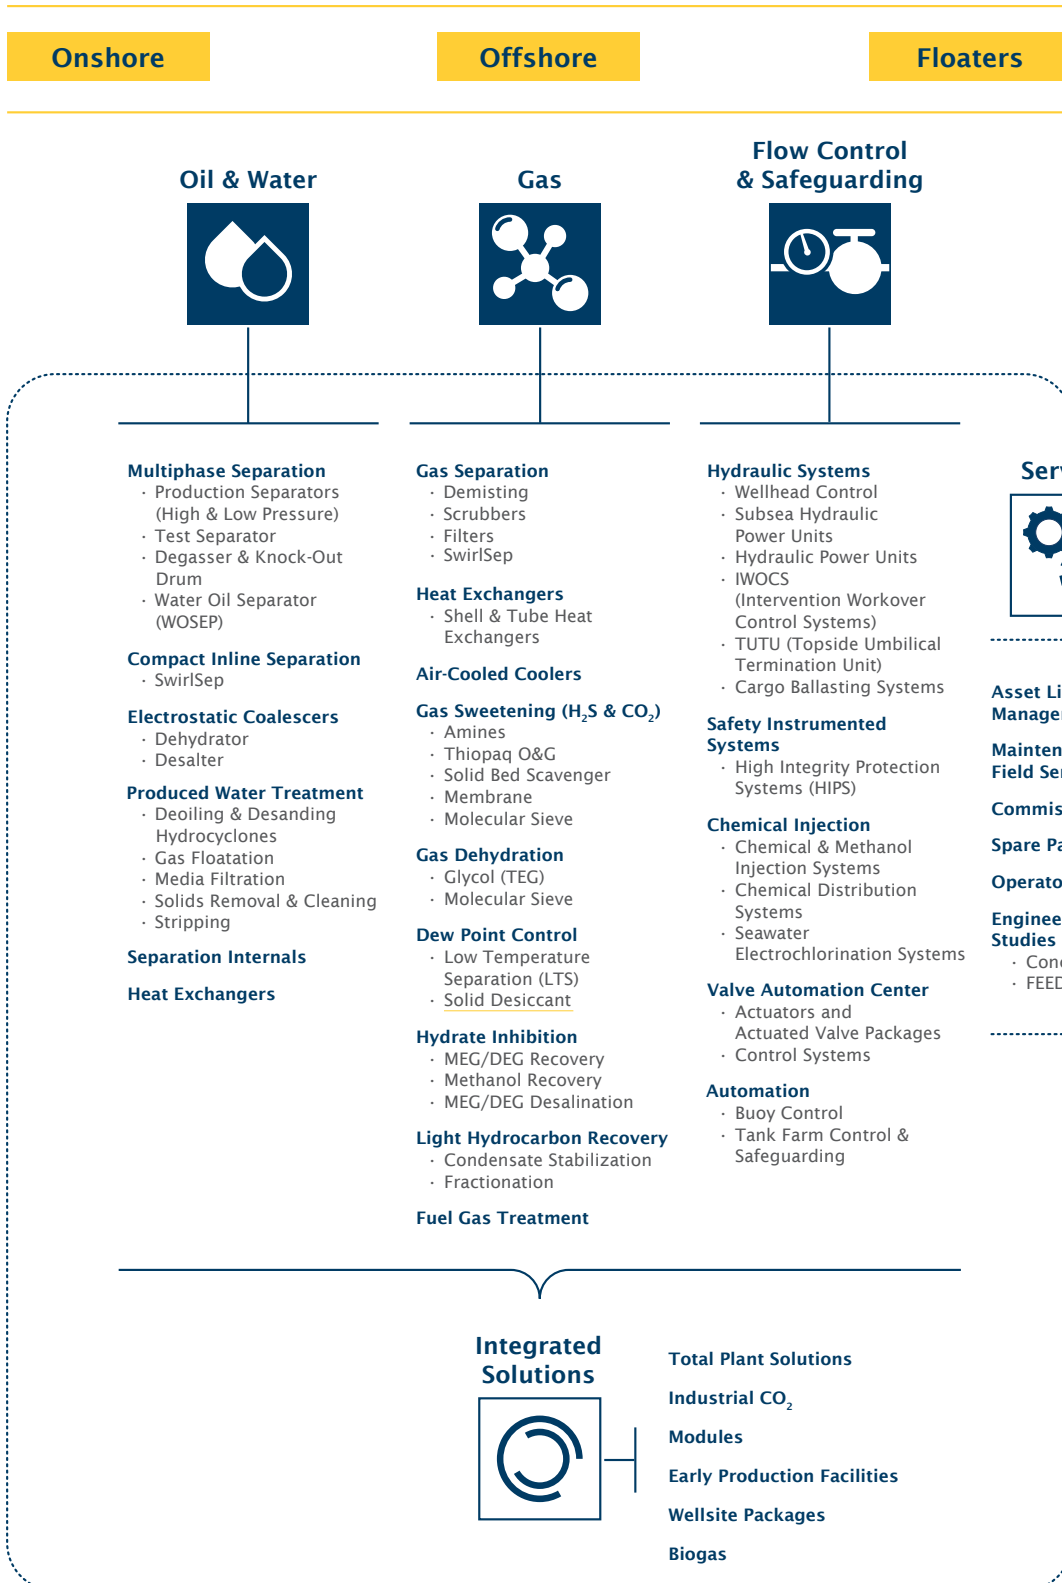 Onshore
Offshore
Floaters
Oil & Water
Gas
Flow Control
& Safeguarding
Multiphase Separation
· Production Separators
(High & Low Pressure)
· Test Separator
· Degasser & Knock-Out
Drum
· Water Oil Separator
(WOSEP)
Compact Inline Separation
· SwirlSep
Electrostatic Coalescers
· Dehydrator
· Desalter
Produced Water Treatment
· Deoiling & Desanding
Hydrocyclones
· Gas Floatation
· Media Filtration
· Solids Removal & Cleaning
· Stripping
Separation Internals
Heat Exchangers
Gas Separation
· Demisting
· Scrubbers
· Filters
· SwirlSep
Heat Exchangers
· Shell & Tube Heat
Exchangers
Air-Cooled Coolers
Gas Sweetening (H₂S & CO₂)
· Amines
· Thiopaq O&G
· Solid Bed Scavenger
· Membrane
· Molecular Sieve
Gas Dehydration
· Glycol (TEG)
· Molecular Sieve
Dew Point Control
· Low Temperature
Separation (LTS)
· Solid Desiccant
Hydrate Inhibition
· MEG/DEG Recovery
· Methanol Recovery
· MEG/DEG Desalination
Light Hydrocarbon Recovery
· Condensate Stabilization
· Fractionation
Fuel Gas Treatment
Hydraulic Systems
· Wellhead Control
· Subsea Hydraulic
Power Units
· Hydraulic Power Units
· IWOCS
(Intervention Workover
Control Systems)
· TUTU (Topside Umbilical
Termination Unit)
· Cargo Ballasting Systems
Safety Instrumented
Systems
· High Integrity Protection
Systems (HIPS)
Chemical Injection
· Chemical & Methanol
Injection Systems
· Chemical Distribution
Systems
· Seawater
Electrochlorination Systems
Valve Automation Center
· Actuators and
Actuated Valve Packages
· Control Systems
Automation
· Buoy Control
· Tank Farm Control &
Safeguarding
Asset
Field
Spare
Studies
· FEED
Integrated
Solutions
Total Plant Solutions
Industrial CO₂
Modules
Early Production Facilities
Wellsite Packages
Biogas